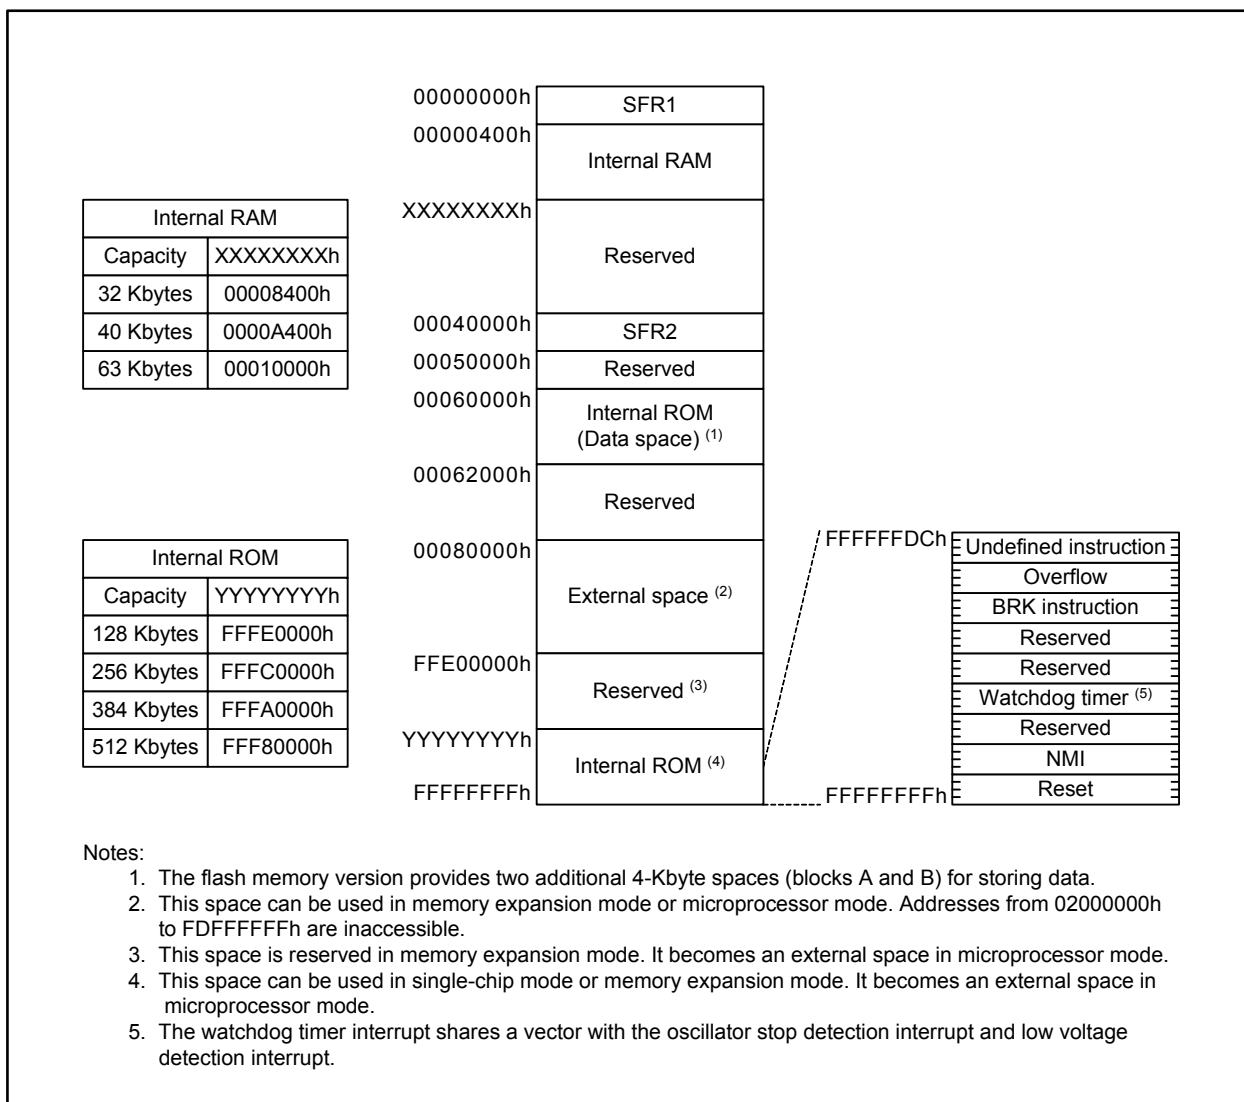 00000000h
SFR1
00000400h
Internal RAM
XXXXXXXXh
Reserved
00040000h
SFR2
00050000h
Reserved
00060000h
Internal ROM
(Data space) (1)
00062000h
Reserved
00080000h
External space (2)
FFE00000h
Reserved (3)
YYYYYYYYh
Internal ROM (4)
FFFFFFFFh
Internal RAM
Capacity XXXXXXXXh
32 Kbytes 00008400h
40 Kbytes 0000A400h
63 Kbytes 00010000h
Internal ROM
Capacity YYYYYYYYh
128 Kbytes FFFE0000h
256 Kbytes FFFC0000h
384 Kbytes FFFA0000h
512 Kbytes FFF80000h
FFFFFFDCh
Undefined instruction
Overflow
BRK instruction
Reserved
Reserved
Watchdog timer (5)
Reserved
NMI
Reset
FFFFFFFFh
Notes:
1. The flash memory version provides two additional 4-Kbyte spaces (blocks A and B) for storing data.
2. This space can be used in memory expansion mode or microprocessor mode. Addresses from 02000000h
to FDFFFFFFh are inaccessible.
3. This space is reserved in memory expansion mode. It becomes an external space in microprocessor mode.
4. This space can be used in single-chip mode or memory expansion mode. It becomes an external space in
microprocessor mode.
5. The watchdog timer interrupt shares a vector with the oscillator stop detection interrupt and low voltage
detection interrupt.